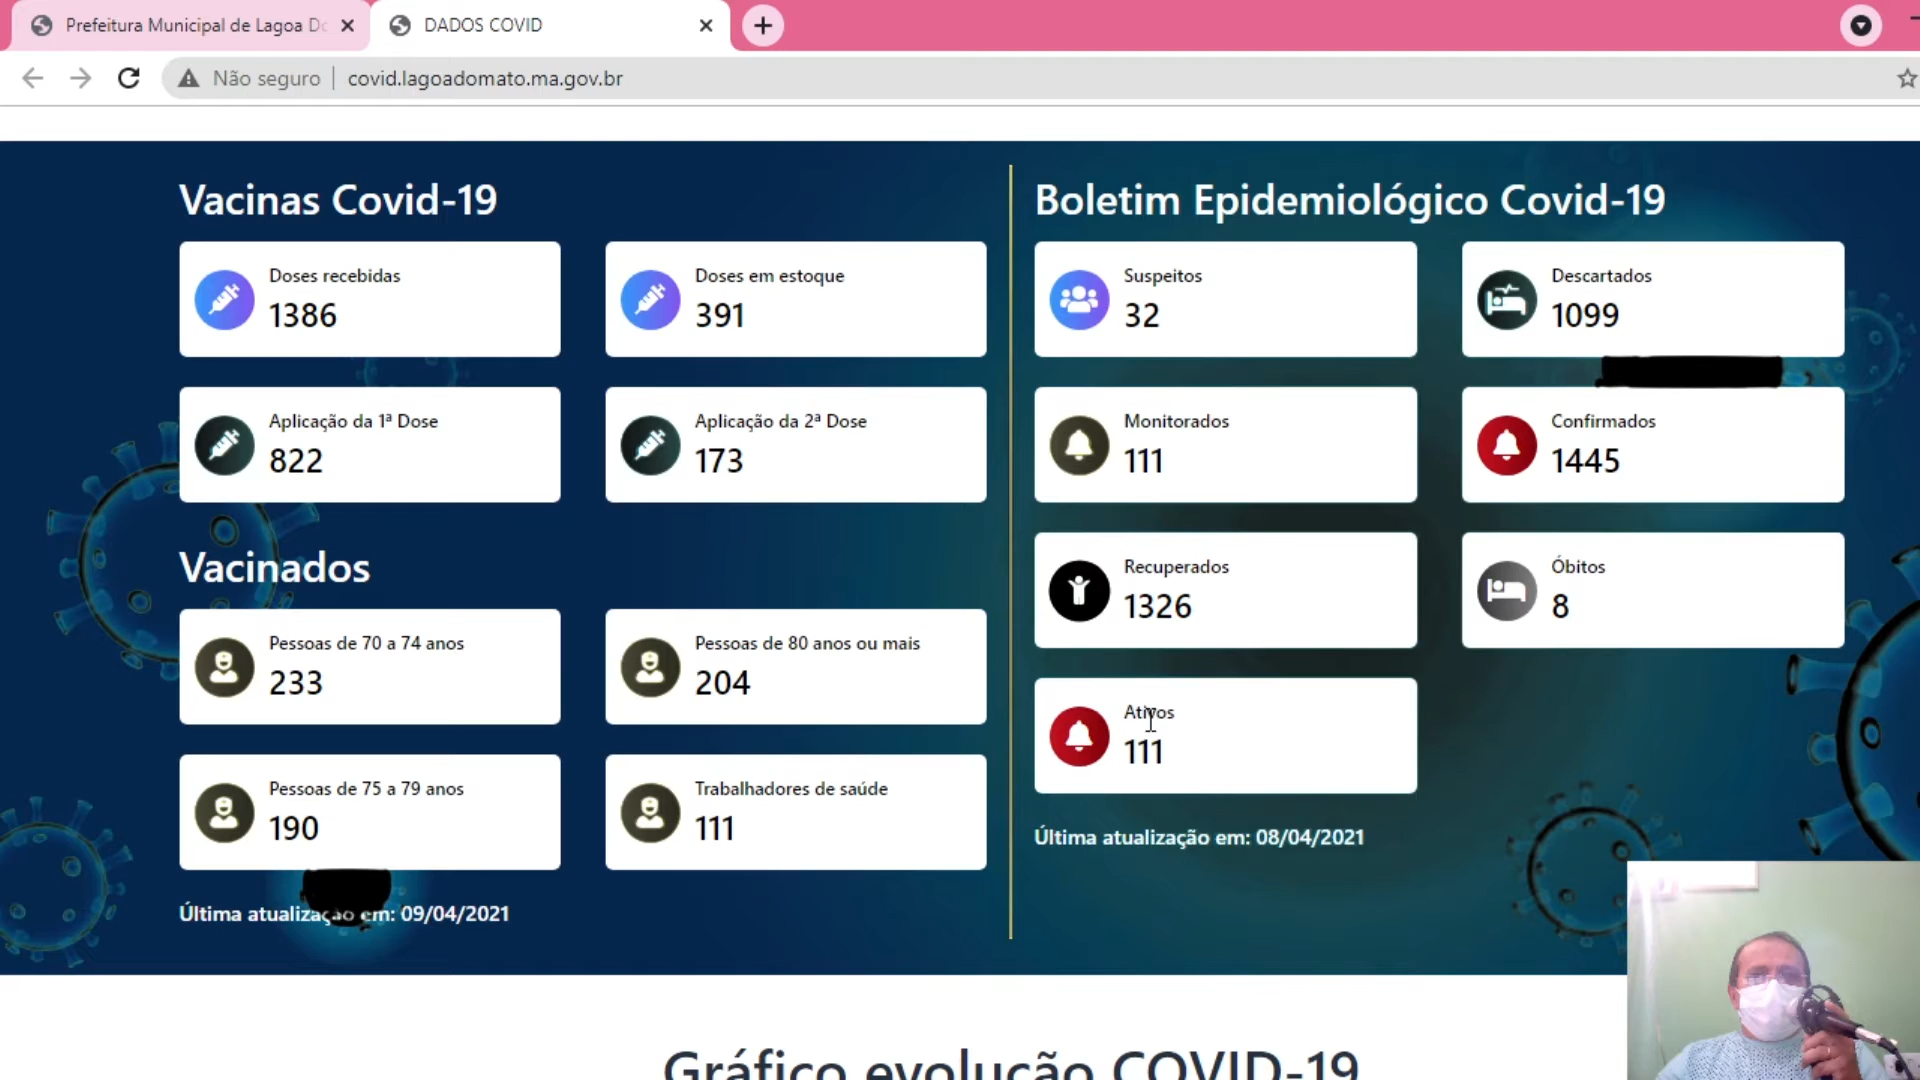 Prefeitura Municipal de Lagoa Do
DADOS COVID
Não seguro
covid.lagoadomato.ma.gov.br
Vacinas Covid-19
Doses recebidas
1386
Doses em estoque
391
Aplicação da 1ª Dose
822
Aplicação da 2ª Dose
173
Vacinados
Pessoas de 70 a 74 anos
233
Pessoas de 80 anos ou mais
204
Pessoas de 75 a 79 anos
190
Trabalhadores de saúde
111
Última atualização em: 09/04/2021
Boletim Epidemiológico Covid-19
Suspeitos
32
Descartados
1099
Monitorados
111
Confirmados
1445
Recuperados
1326
Óbitos
8
Ativos
111
Última atualização em: 08/04/2021
Gráfico evolução COVID-19